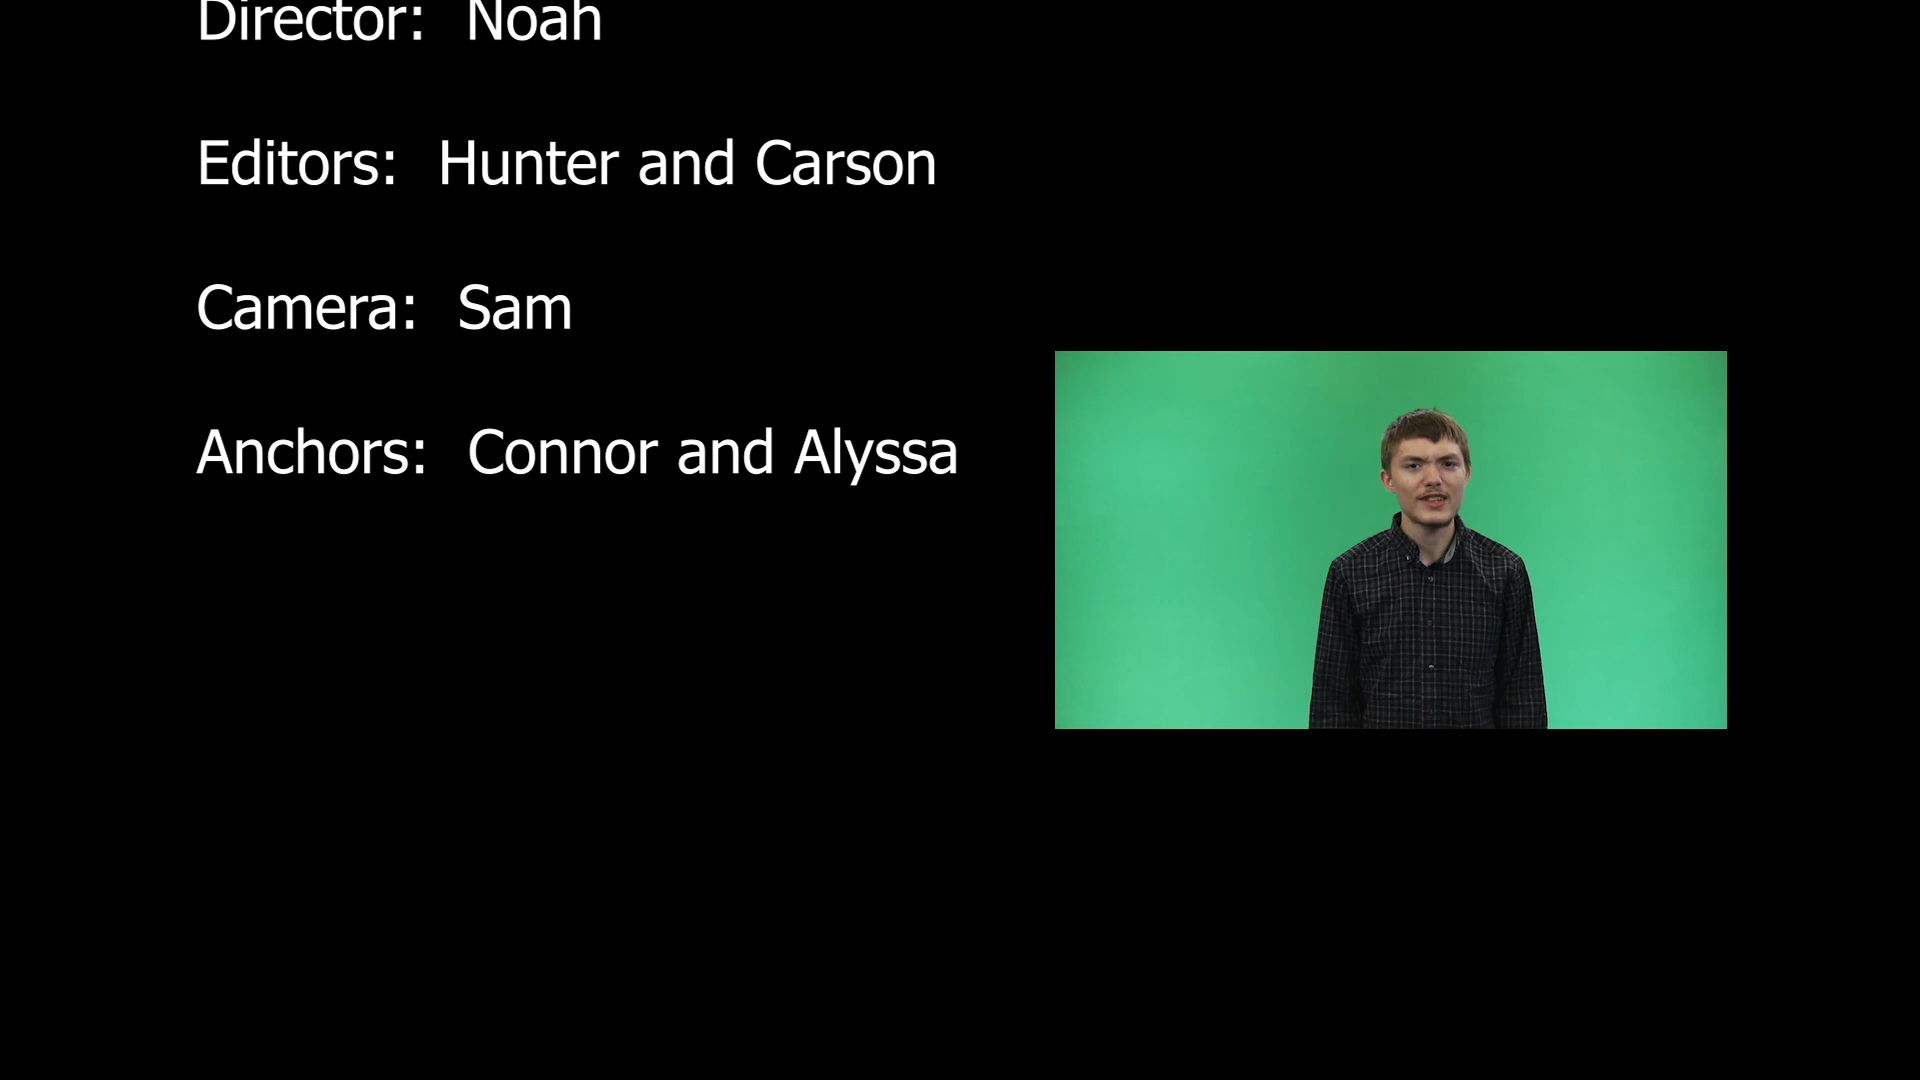 Director:  Noah
Editors:  Hunter and Carson
Camera:  Sam
Anchors:  Connor and Alyssa